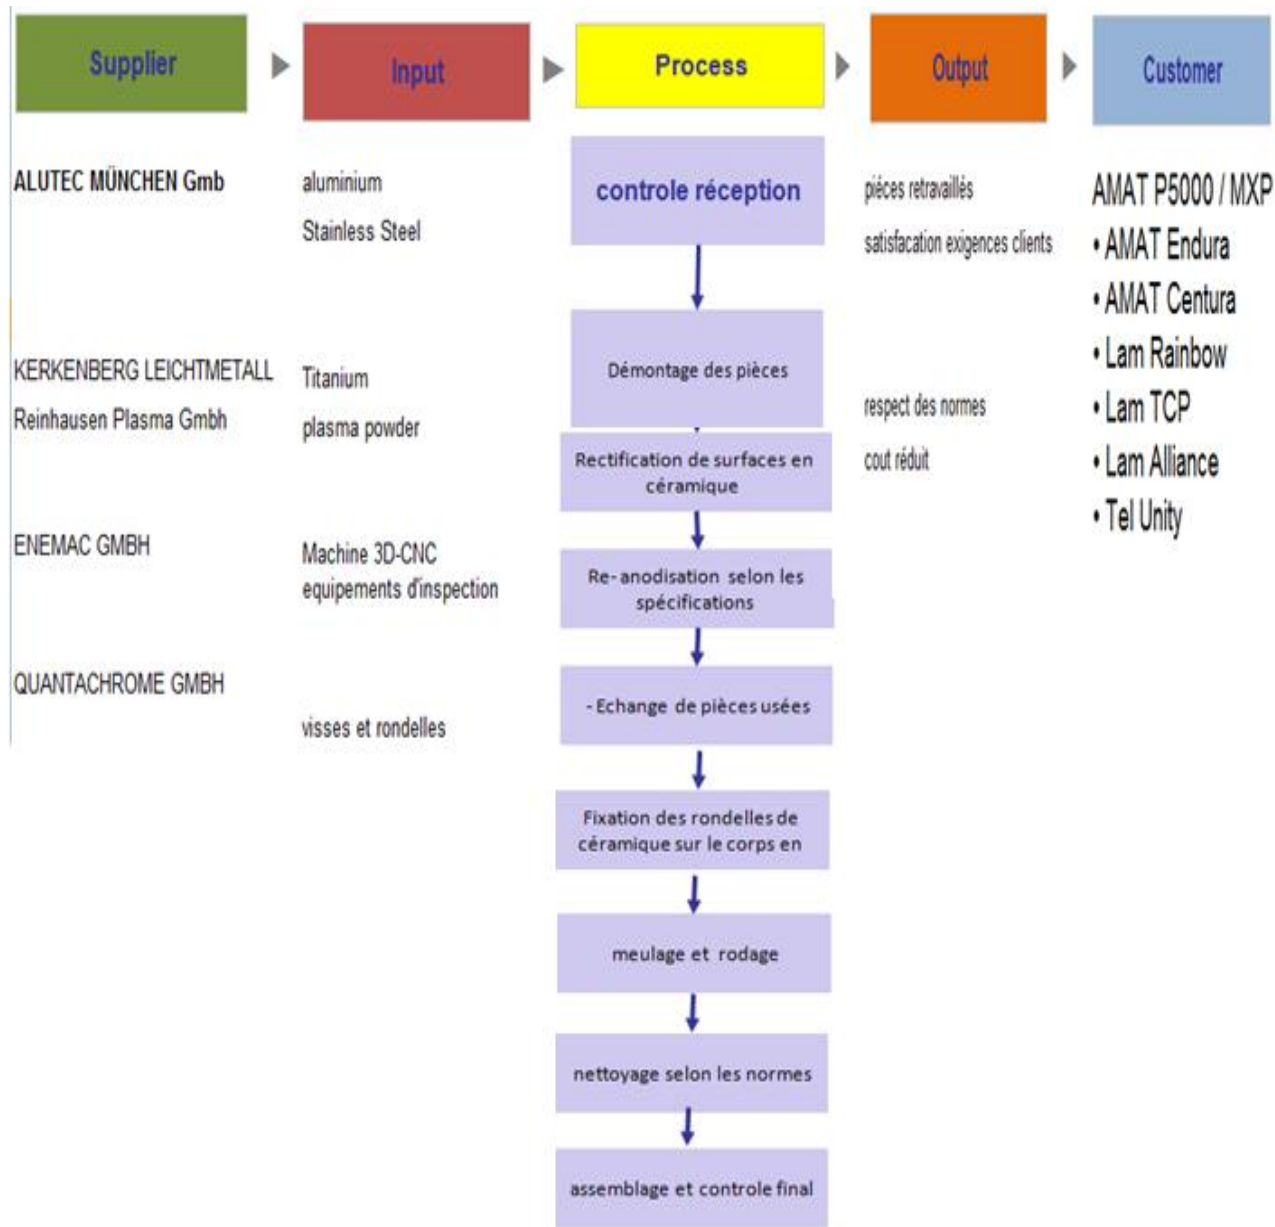 Supplier
Input
Process
Output
Customer
ALUTEC MÜNCHEN Gmb
KERKENBERG LEICHTMETALL
Reinhausen Plasma Gmbh
ENEMAC GMBH
QUANTACHROME GMBH
aluminium
Stainless Steel
Titanium
plasma powder
Machine 3D-CNC
equipements d'inspection
visses et rondelles
controle réception
Démontage des pièces
Rectification de surfaces en
céramique
Re-anodisation selon les
spécifications
- Echange de pièces usées
Fixation des rondelles de
céramique sur le corps en
meulage et rodage
nettoyage selon les normes
assemblage et controle final
piéces retravaillés
satisfacation exigences clients
respect des normes
cout réduit
AMAT P5000 / MXP
• AMAT Endura
• AMAT Centura
• Lam Rainbow
• Lam TCP
• Lam Alliance
• Tel Unity